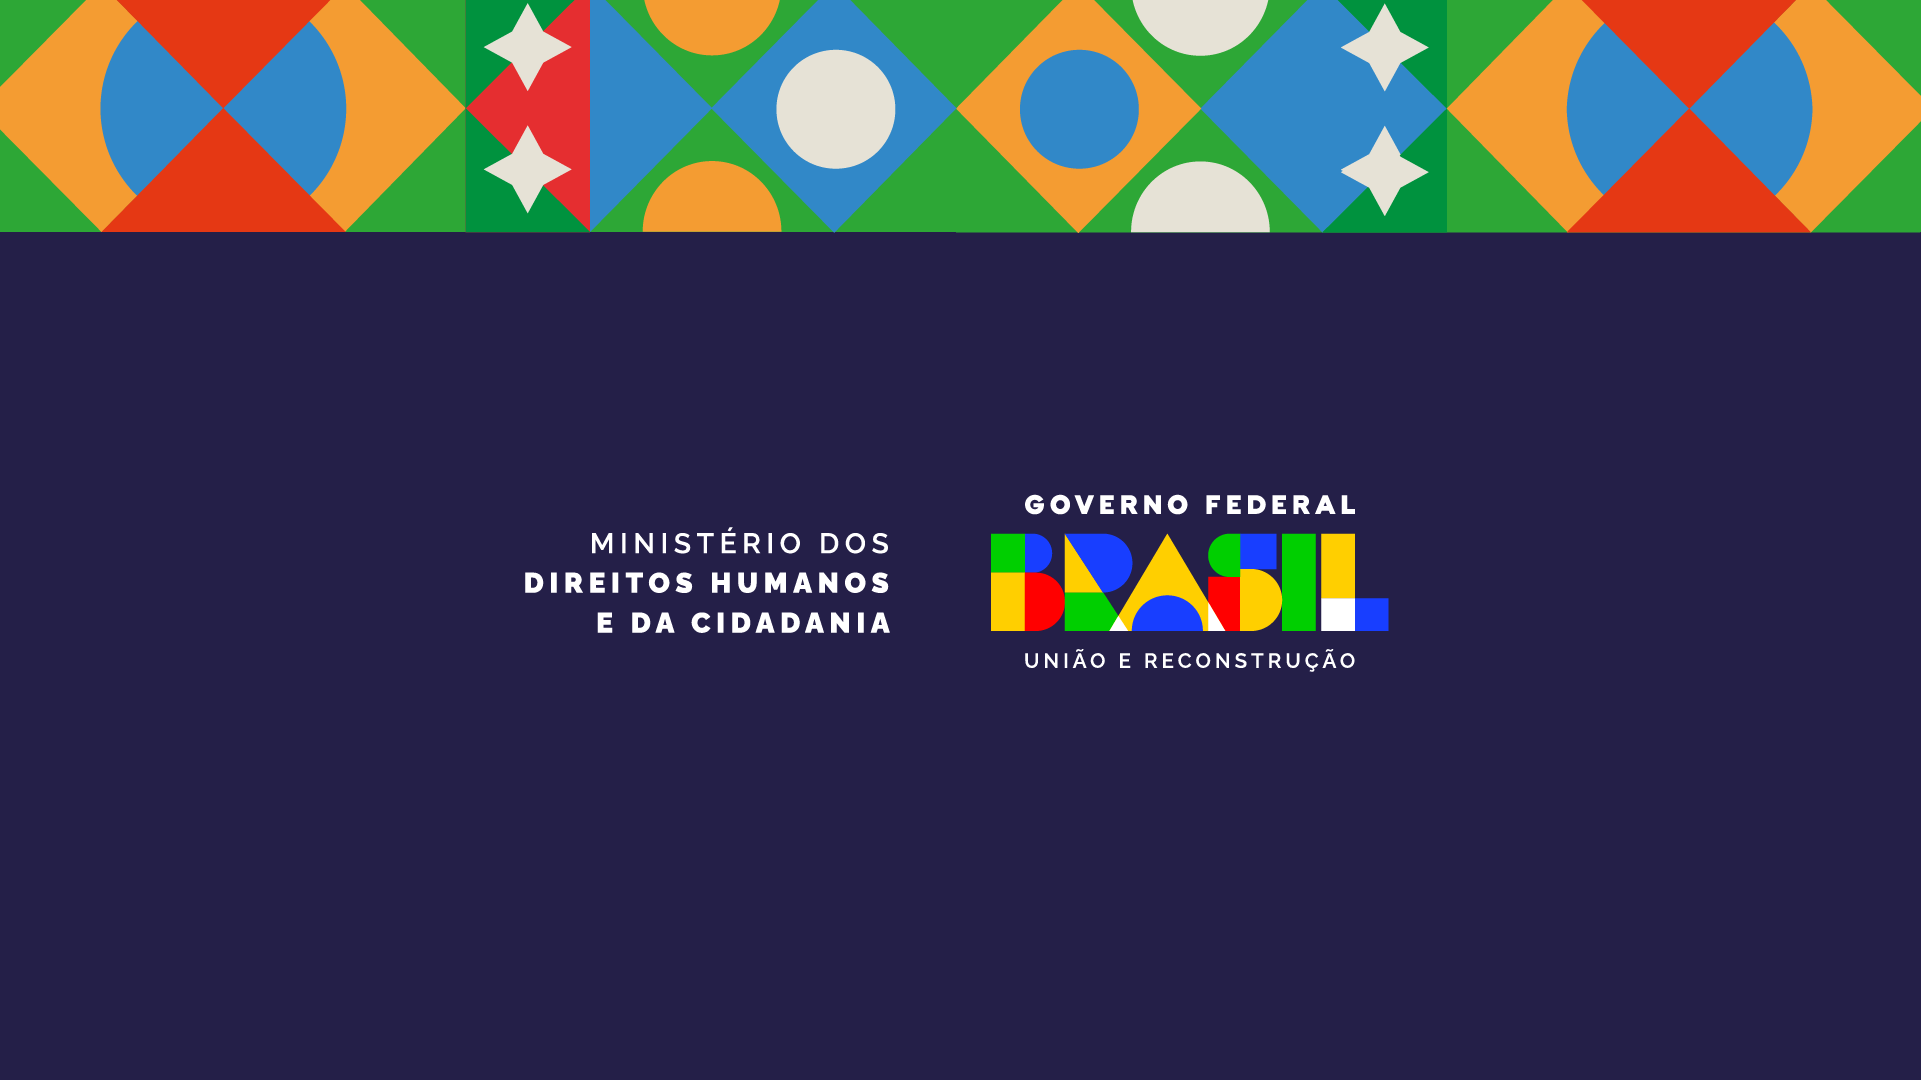 MINISTÉRIO DOS
DIREITOS HUMANOS
E DA CIDADANIA
GOVERNO FEDERAL
BRASIL
UNIÃO E RECONSTRUÇÃO